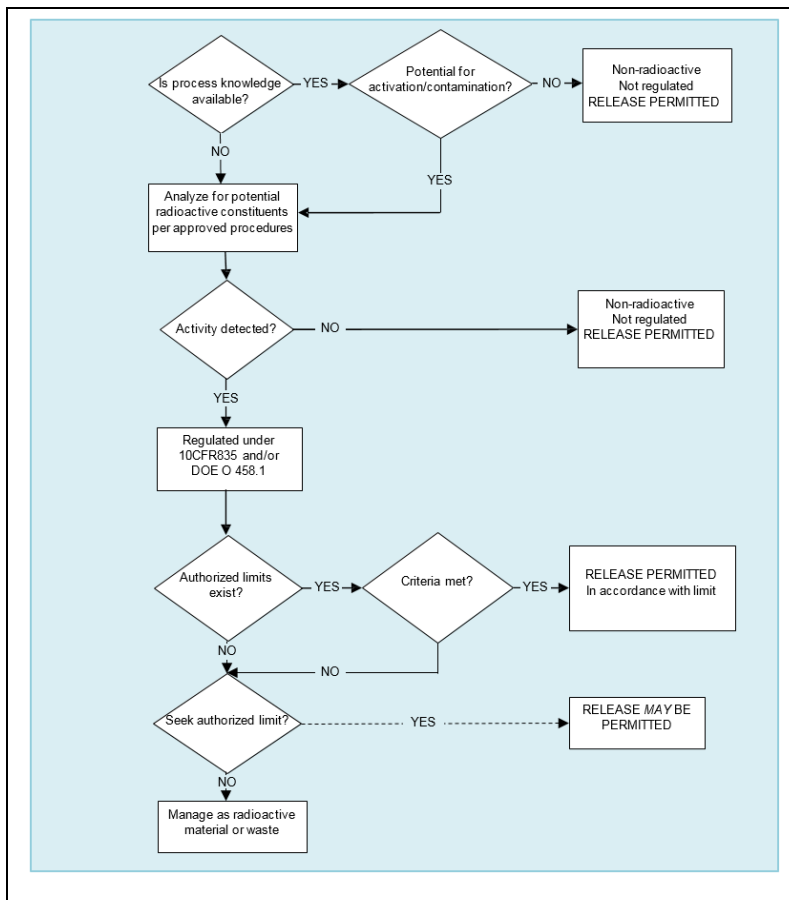 Is process knowledge
available?
YES
Potential for
activation/contamination?
NO
Non-radioactive
Not regulated
RELEASE PERMITTED
NO
YES
Analyze for potential
radioactive constituents
per approved procedures
Activity detected?
NO
Non-radioactive
Not regulated
RELEASE PERMITTED
YES
Regulated under
10CFR835 and/or
DOE O 458.1
Authorized limits
exist?
YES
Criteria met?
YES
RELEASE PERMITTED
In accordance with limit
NO
NO
Seek authorized limit?
YES
RELEASE MAY BE
PERMITTED
NO
Manage as radioactive
material or waste